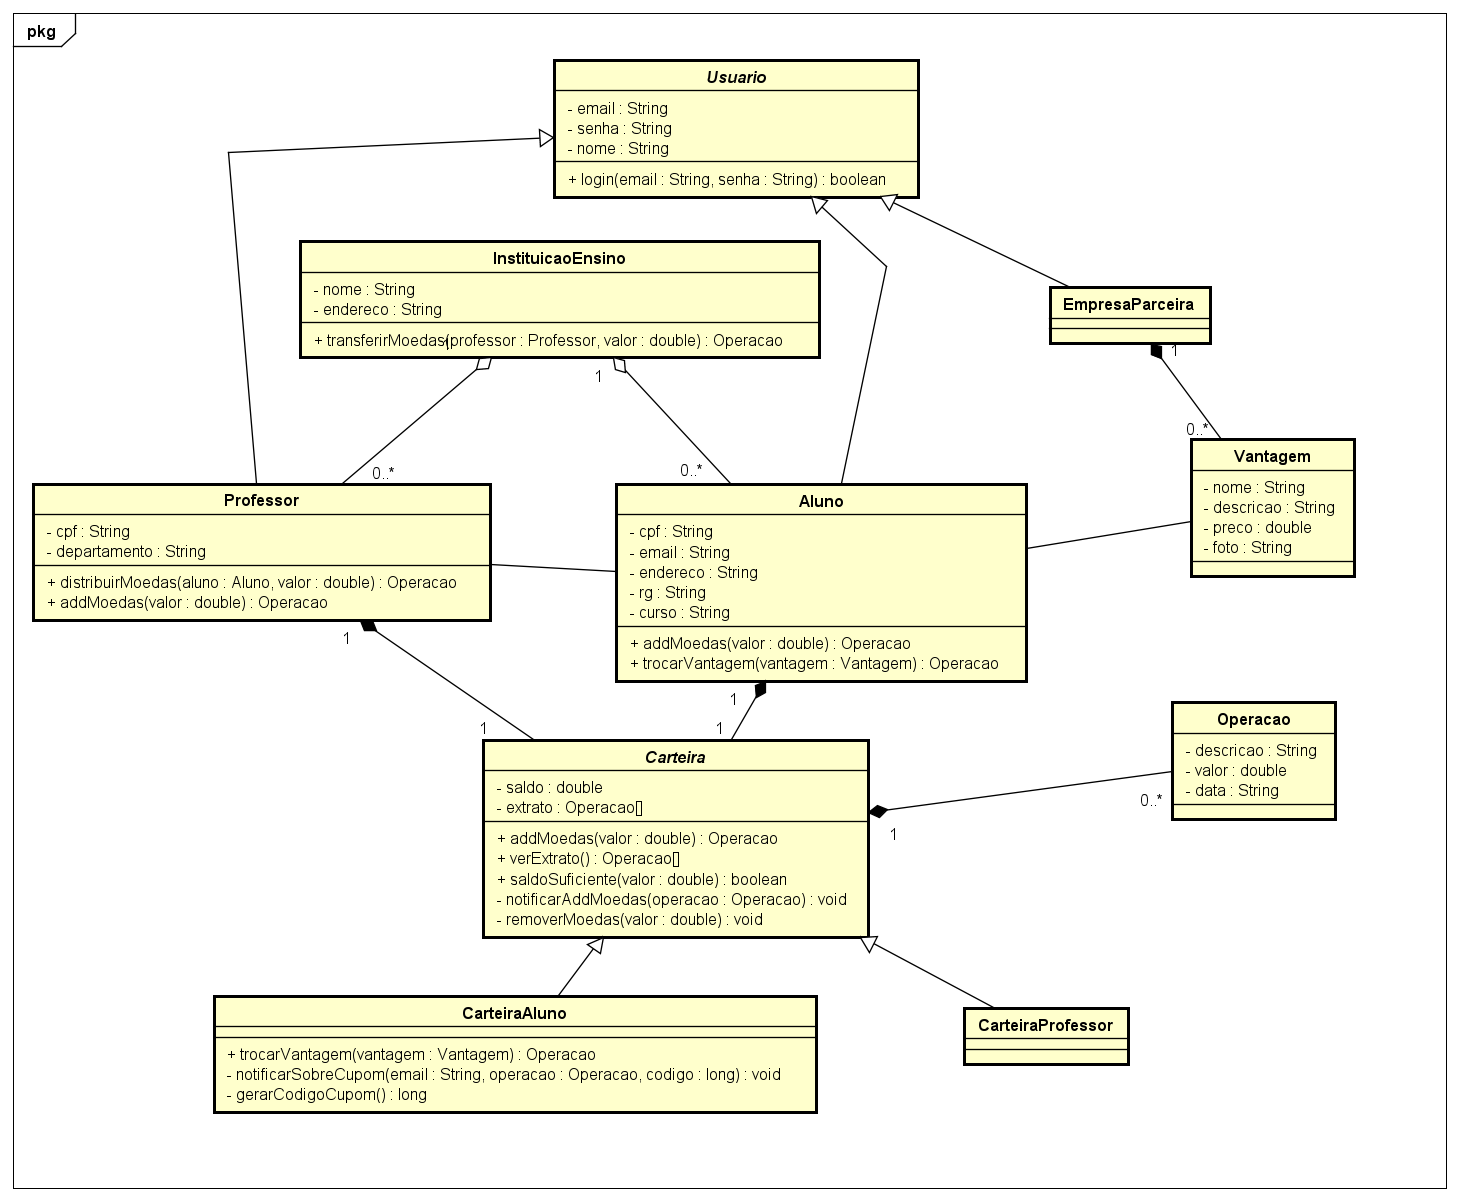 pkg
Usuario
- email : String
- senha : String
- nome : String
+ login(email : String, senha : String) : boolean
InstituicaoEnsino
- nome : String
- endereco : String
+ transferirMoedas(professor : Professor, valor : double) : Operacao
1
1
0..*
0..*
EmpresaParceira
1
0..*
Vantagem
- nome : String
- descricao : String
- preco : double
- foto : String
Professor
- cpf : String
- departamento : String
+ distribuirMoedas(aluno : Aluno, valor : double) : Operacao
+ addMoedas(valor : double) : Operacao
Aluno
- cpf : String
- email : String
- endereco : String
- rg : String
- curso : String
+ addMoedas(valor : double) : Operacao
+ trocarVantagem(vantagem : Vantagem) : Operacao
1
1
1
1
Carteira
- saldo : double
- extrato : Operacao[]
+ addMoedas(valor : double) : Operacao
+ verExtrato() : Operacao[]
+ saldoSuficiente(valor : double) : boolean
- notificarAddMoedas(operacao : Operacao) : void
- removerMoedas(valor : double) : void
1
0..*
Operacao
- descricao : String
- valor : double
- data : String
CarteiraAluno
+ trocarVantagem(vantagem : Vantagem) : Operacao
- notificarSobreCupom(email : String, operacao : Operacao, codigo : long) : void
- gerarCodigoCupom() : long
CarteiraProfessor